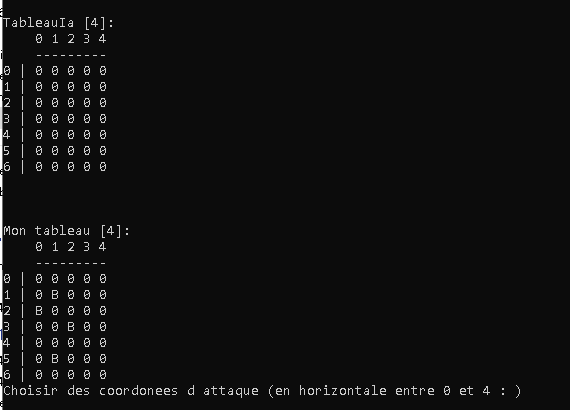 TableauIa [4]:
0 1 2 3 4
---------
0 | 0 0 0 0 0
1 | 0 0 0 0 0
2 | 0 0 0 0 0
3 | 0 0 0 0 0
4 | 0 0 0 0 0
5 | 0 0 0 0 0
6 | 0 0 0 0 0
Mon tableau [4]:
0 1 2 3 4
---------
0 | 0 0 0 0 0
1 | 0 B 0 0 0
2 | B 0 0 0 0
3 | 0 0 B 0 0
4 | 0 0 0 0 0
5 | 0 B 0 0 0
6 | 0 0 0 0 0
Choisir des coordonees d attaque (en horizontale entre 0 et 4 : )